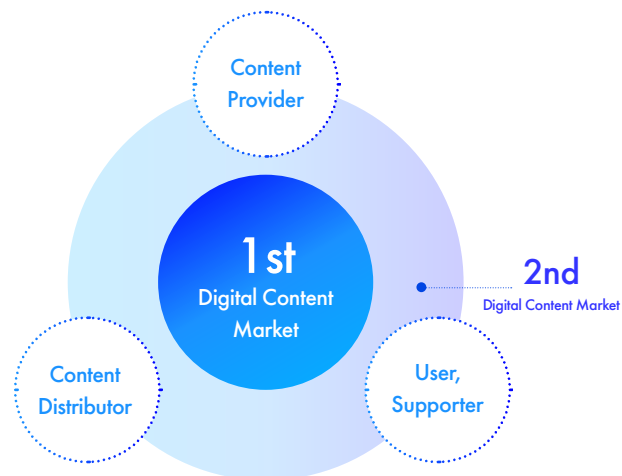 Content
Provider
1st
Digital Content
Market
2nd
Digital Content Market
Content
Distributor
User,
Supporter